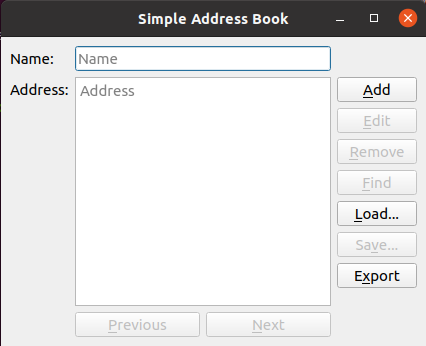 Simple Address Book
Name: Name
Address: Address
Add
Edit
Remove
Find
Load...
Save...
Export
Previous Next